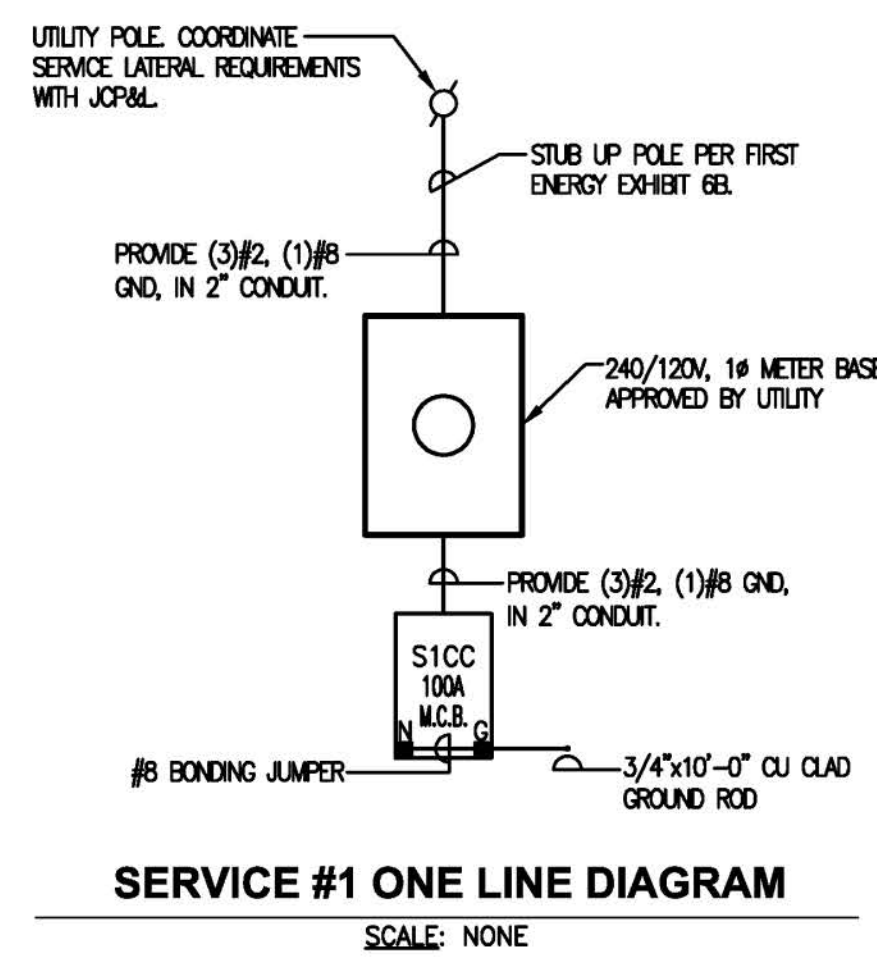 UTILITY POLE. COORDINATE
SERVICE LATERAL REQUIREMENTS
WITH JCP&L.
STUB UP POLE PER FIRST
ENERGY EXHIBIT 6B.
PROVIDE (3)#2, (1)#8
GND, IN 2" CONDUIT.
240/120V, 1ø METER BASE
APPROVED BY UTILITY
PROVIDE (3)#2, (1)#8 GND,
IN 2" CONDUIT.
S1CC
100A
M.C.B.
N G
#8 BONDING JUMPER
3/4"x10'-0" CU CLAD
GROUND ROD
SERVICE #1 ONE LINE DIAGRAM
SCALE: NONE